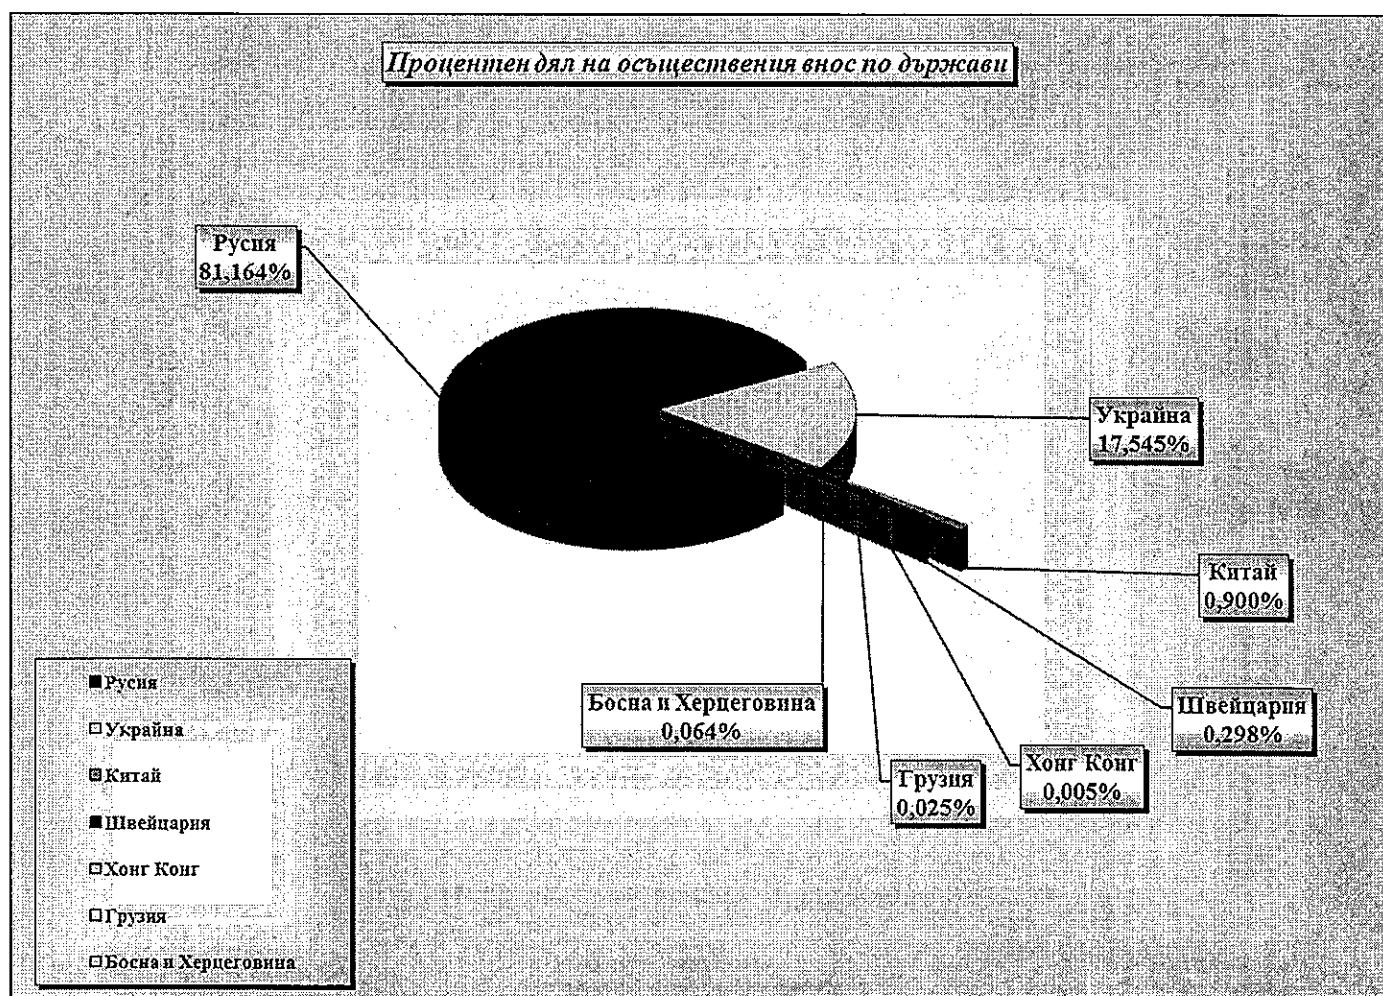 Процентен дял на осъществения внос по държави
Русия
81,164%
Украйна
17,545%
Китай
0,900%
Швейцария
0,298%
Хонг Конг
0,005%
Грузия
0,025%
Босна и Херцеговина
0,064%
Русия
Украйна
Китай
Швейцария
Хонг Конг
Грузия
Босна и Херцеговина